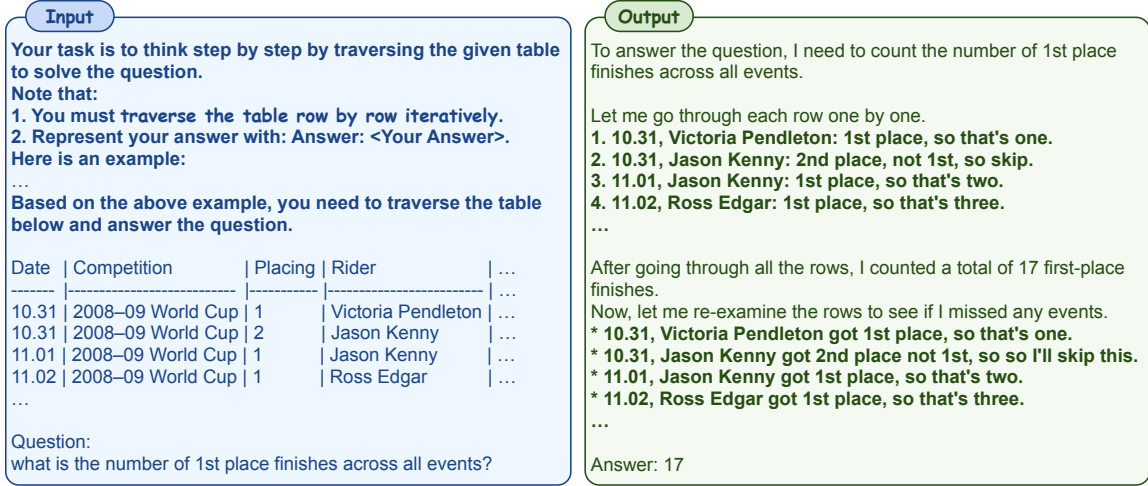 Input
Your task is to think step by step by traversing the given table
to solve the question.
Note that:
1. You must traverse the table row by row iteratively.
2. Represent your answer with: Answer: <Your Answer>.
Here is an example:
…
Based on the above example, you need to traverse the table
below and answer the question.
Date | Competition | Placing | Rider | …
------- |--------------------------- |----------- |------------------------- | …
10.31 | 2008–09 World Cup | 1 | Victoria Pendleton | …
10.31 | 2008–09 World Cup | 2 | Jason Kenny | …
11.01 | 2008–09 World Cup | 1 | Jason Kenny | …
11.02 | 2008–09 World Cup | 1 | Ross Edgar | …
…
Question:
what is the number of 1st place finishes across all events?
Output
To answer the question, I need to count the number of 1st place
finishes across all events.
Let me go through each row one by one.
1. 10.31, Victoria Pendleton: 1st place, so that's one.
2. 10.31, Jason Kenny: 2nd place, not 1st, so skip.
3. 11.01, Jason Kenny: 1st place, so that's two.
4. 11.02, Ross Edgar: 1st place, so that's three.
…
After going through all the rows, I counted a total of 17 first-place
finishes.
Now, let me re-examine the rows to see if I missed any events.
* 10.31, Victoria Pendleton got 1st place, so that's one.
* 10.31, Jason Kenny got 2nd place not 1st, so so I'll skip this.
* 11.01, Jason Kenny got 1st place, so that's two.
* 11.02, Ross Edgar got 1st place, so that's three.
…
Answer: 17